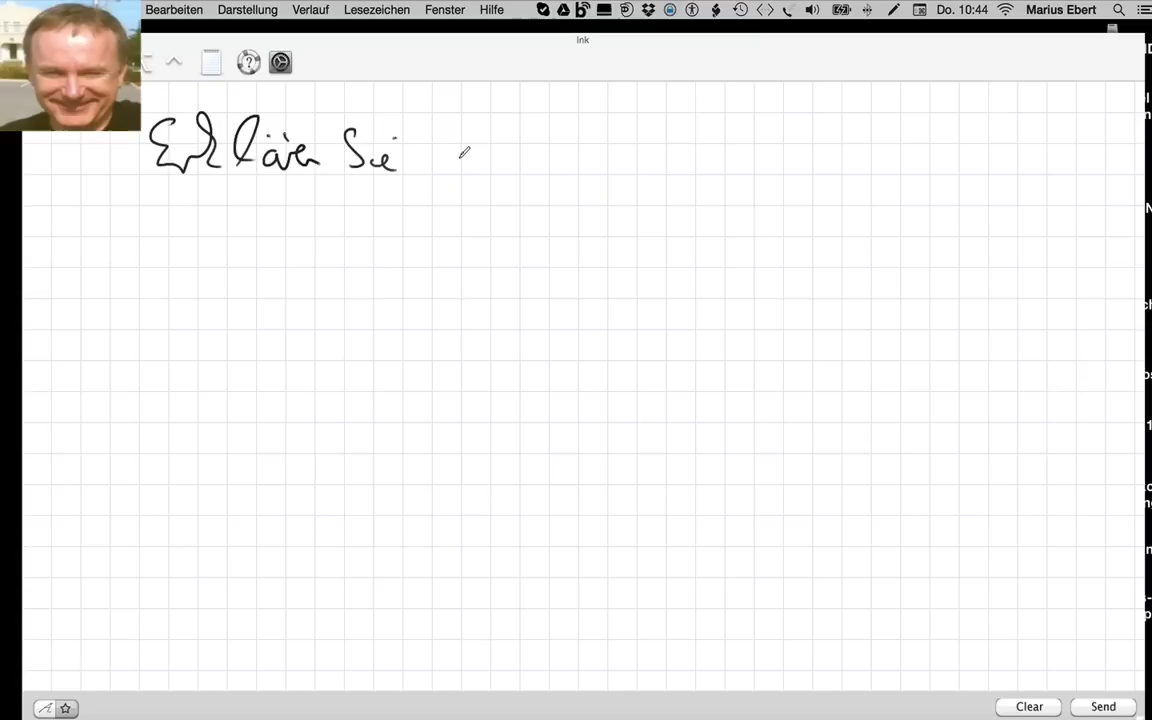 Bearbeiten Darstellung Verlauf Lesezeichen Fenster Hilfe Do. 10:44 Marius Ebert
Ink
Erklären Sie
Clear Send